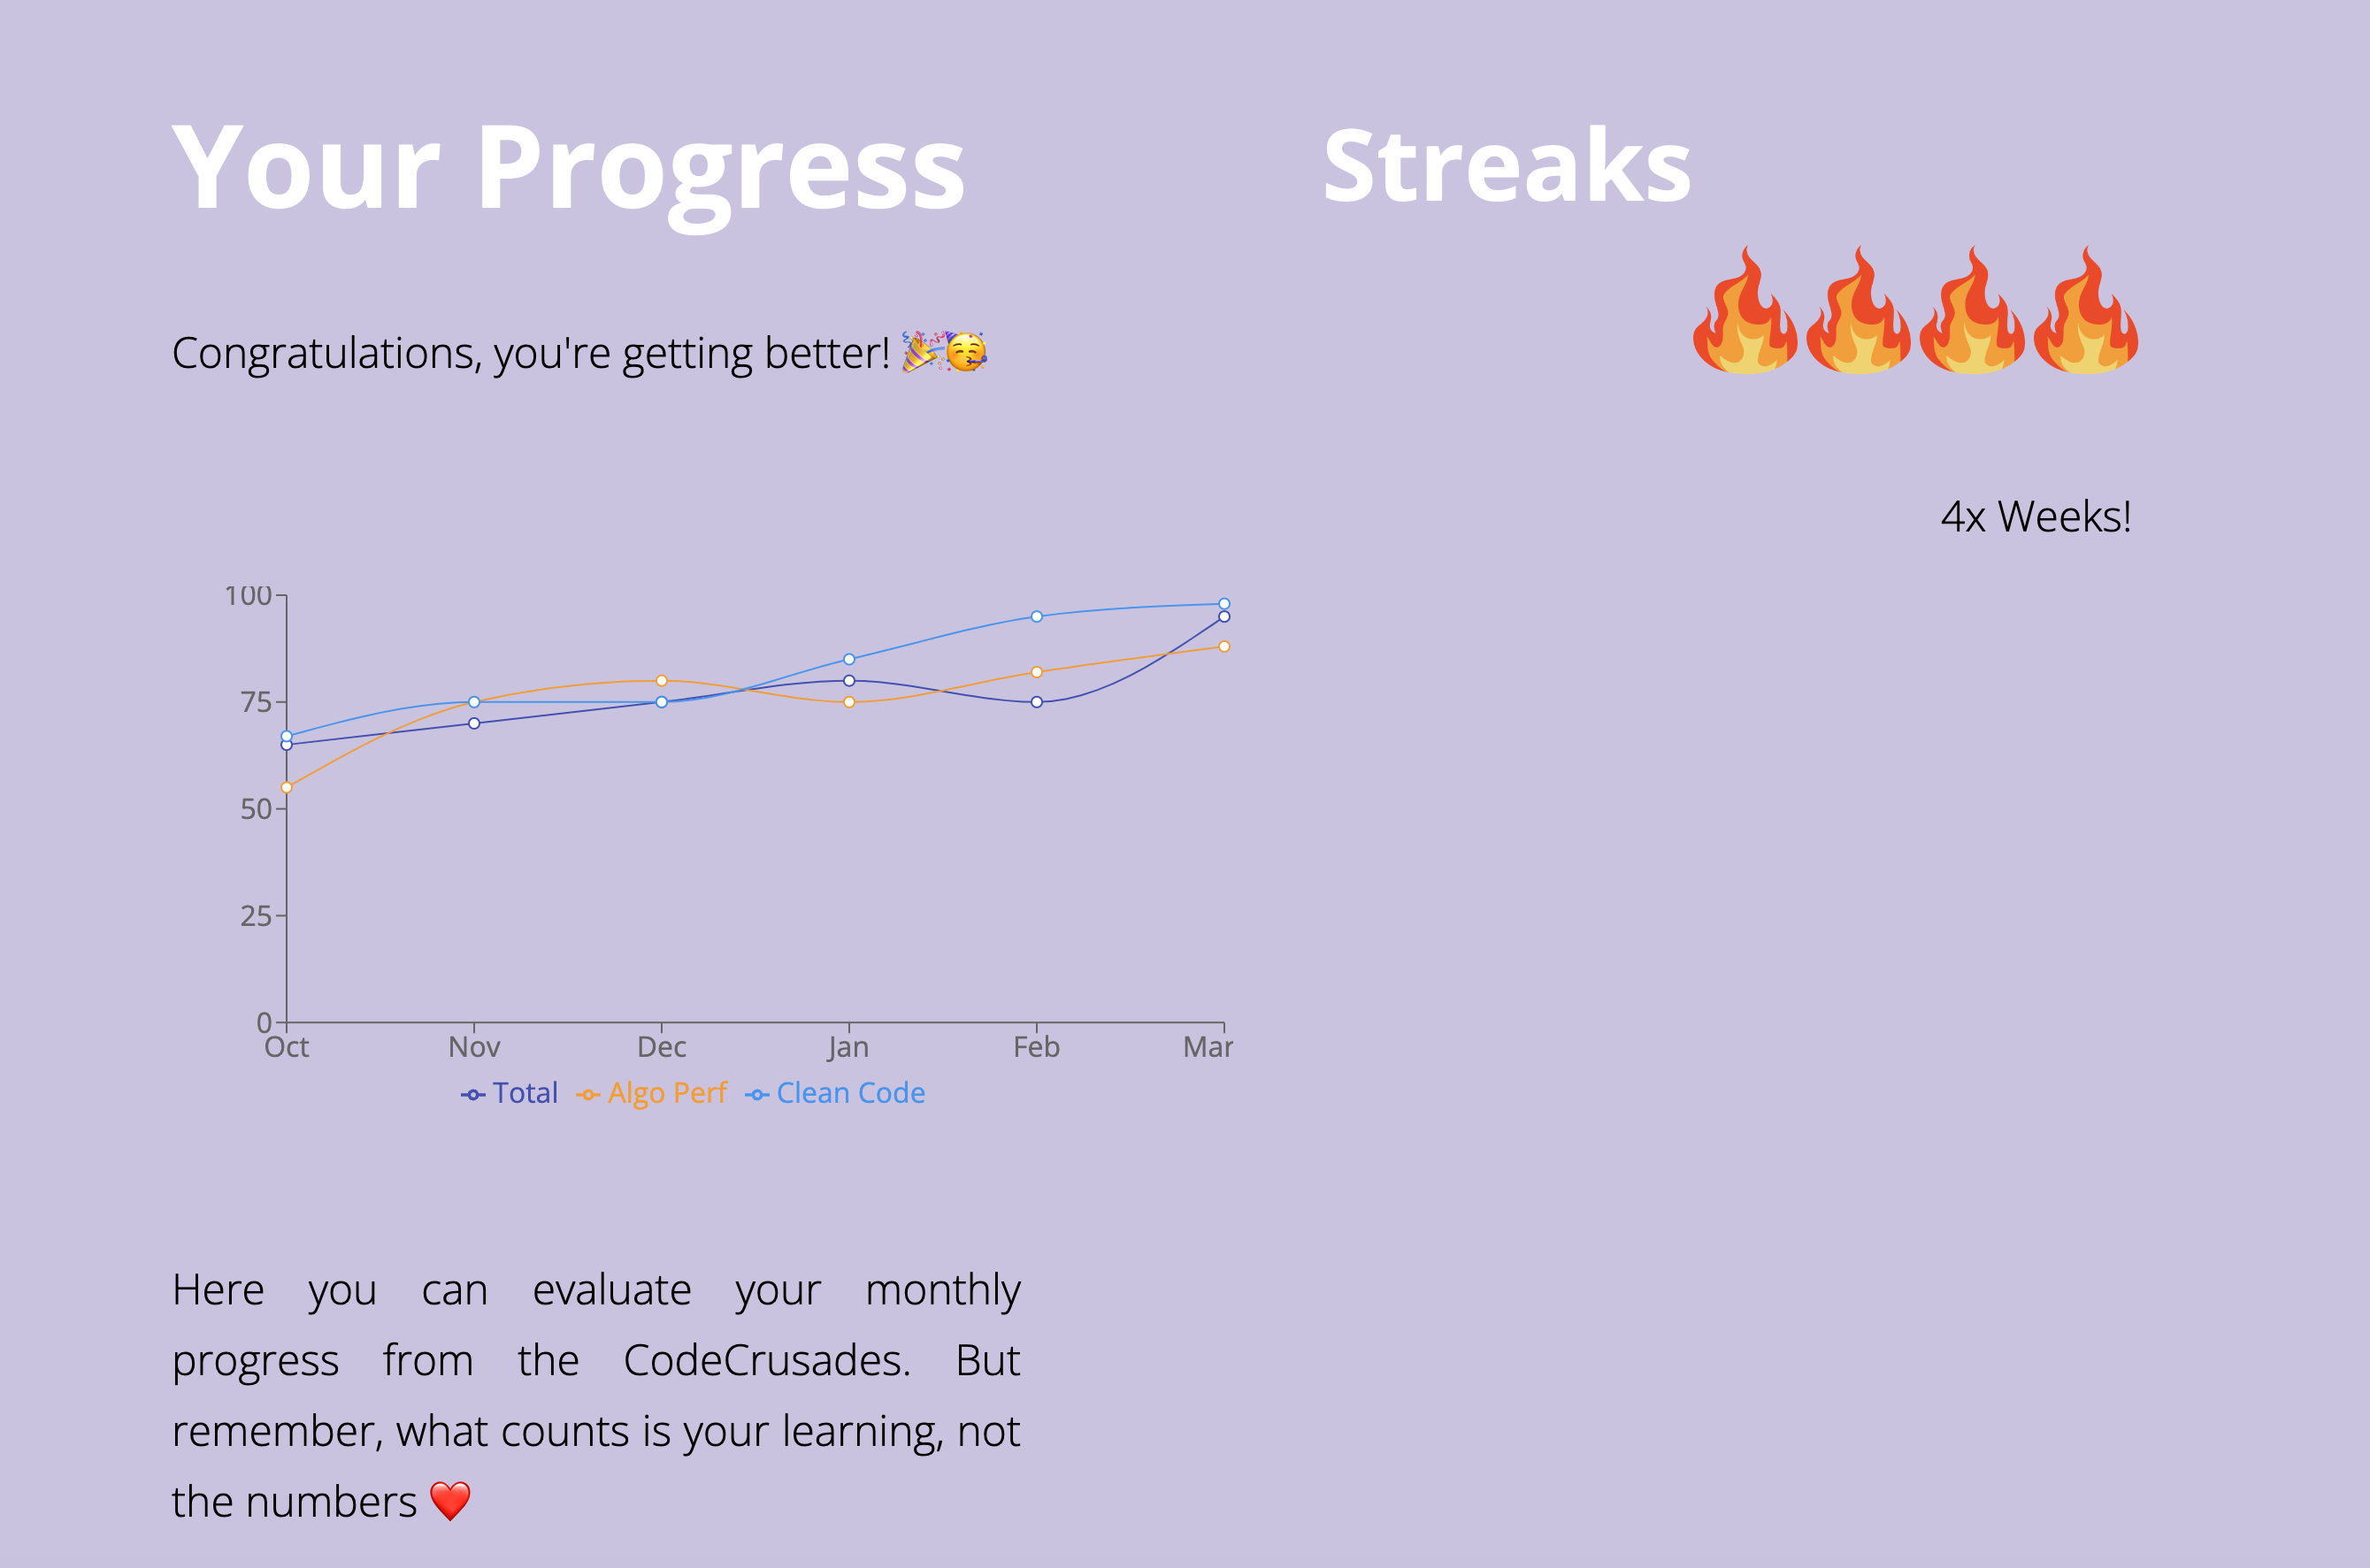 Your Progress
Streaks
Congratulations, you're getting better! 🎉🥳
🔥🔥🔥🔥
4x Weeks!
100
75
50
25
0
Oct Nov Dec Jan Feb Mar
Total Algo Perf Clean Code
Here you can evaluate your monthly
progress from the CodeCrusades. But
remember, what counts is your learning, not
the numbers ❤️